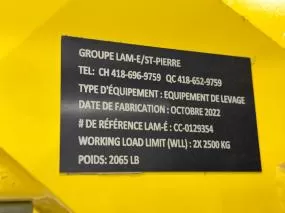 GROUPE LAM-E/ST-PIERRE
TEL: CH 418-696-9759 QC 418-652-9759
TYPE D'ÉQUIPEMENT : EQUIPEMENT DE LEVAGE
DATE DE FABRICATION : OCTOBRE 2022
# DE RÉFÉRENCE LAM-É : CC-0129354
WORKING LOAD LIMIT (WLL) : 2X 2500 KG
POIDS: 2065 LB